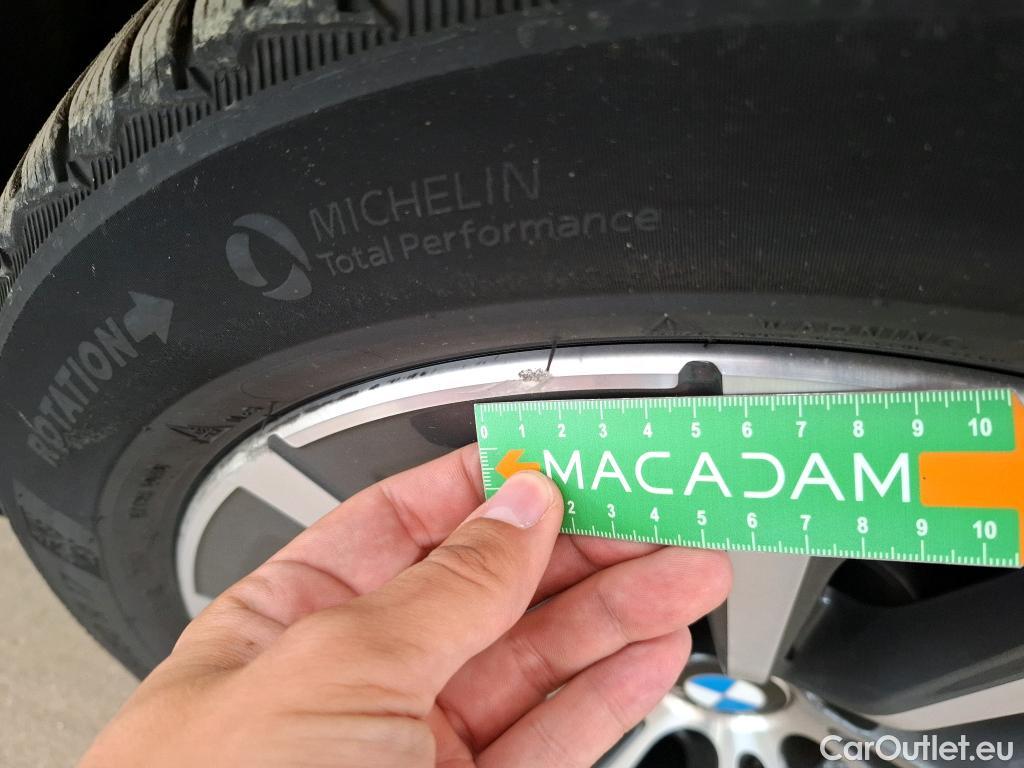 MICHELIN
Total Performance
ROTATION
0 1 2 3 4 5 6 7 8 9 10
MACADAM
2 3 4 5 6 7 8 9 10
CarOutlet.eu